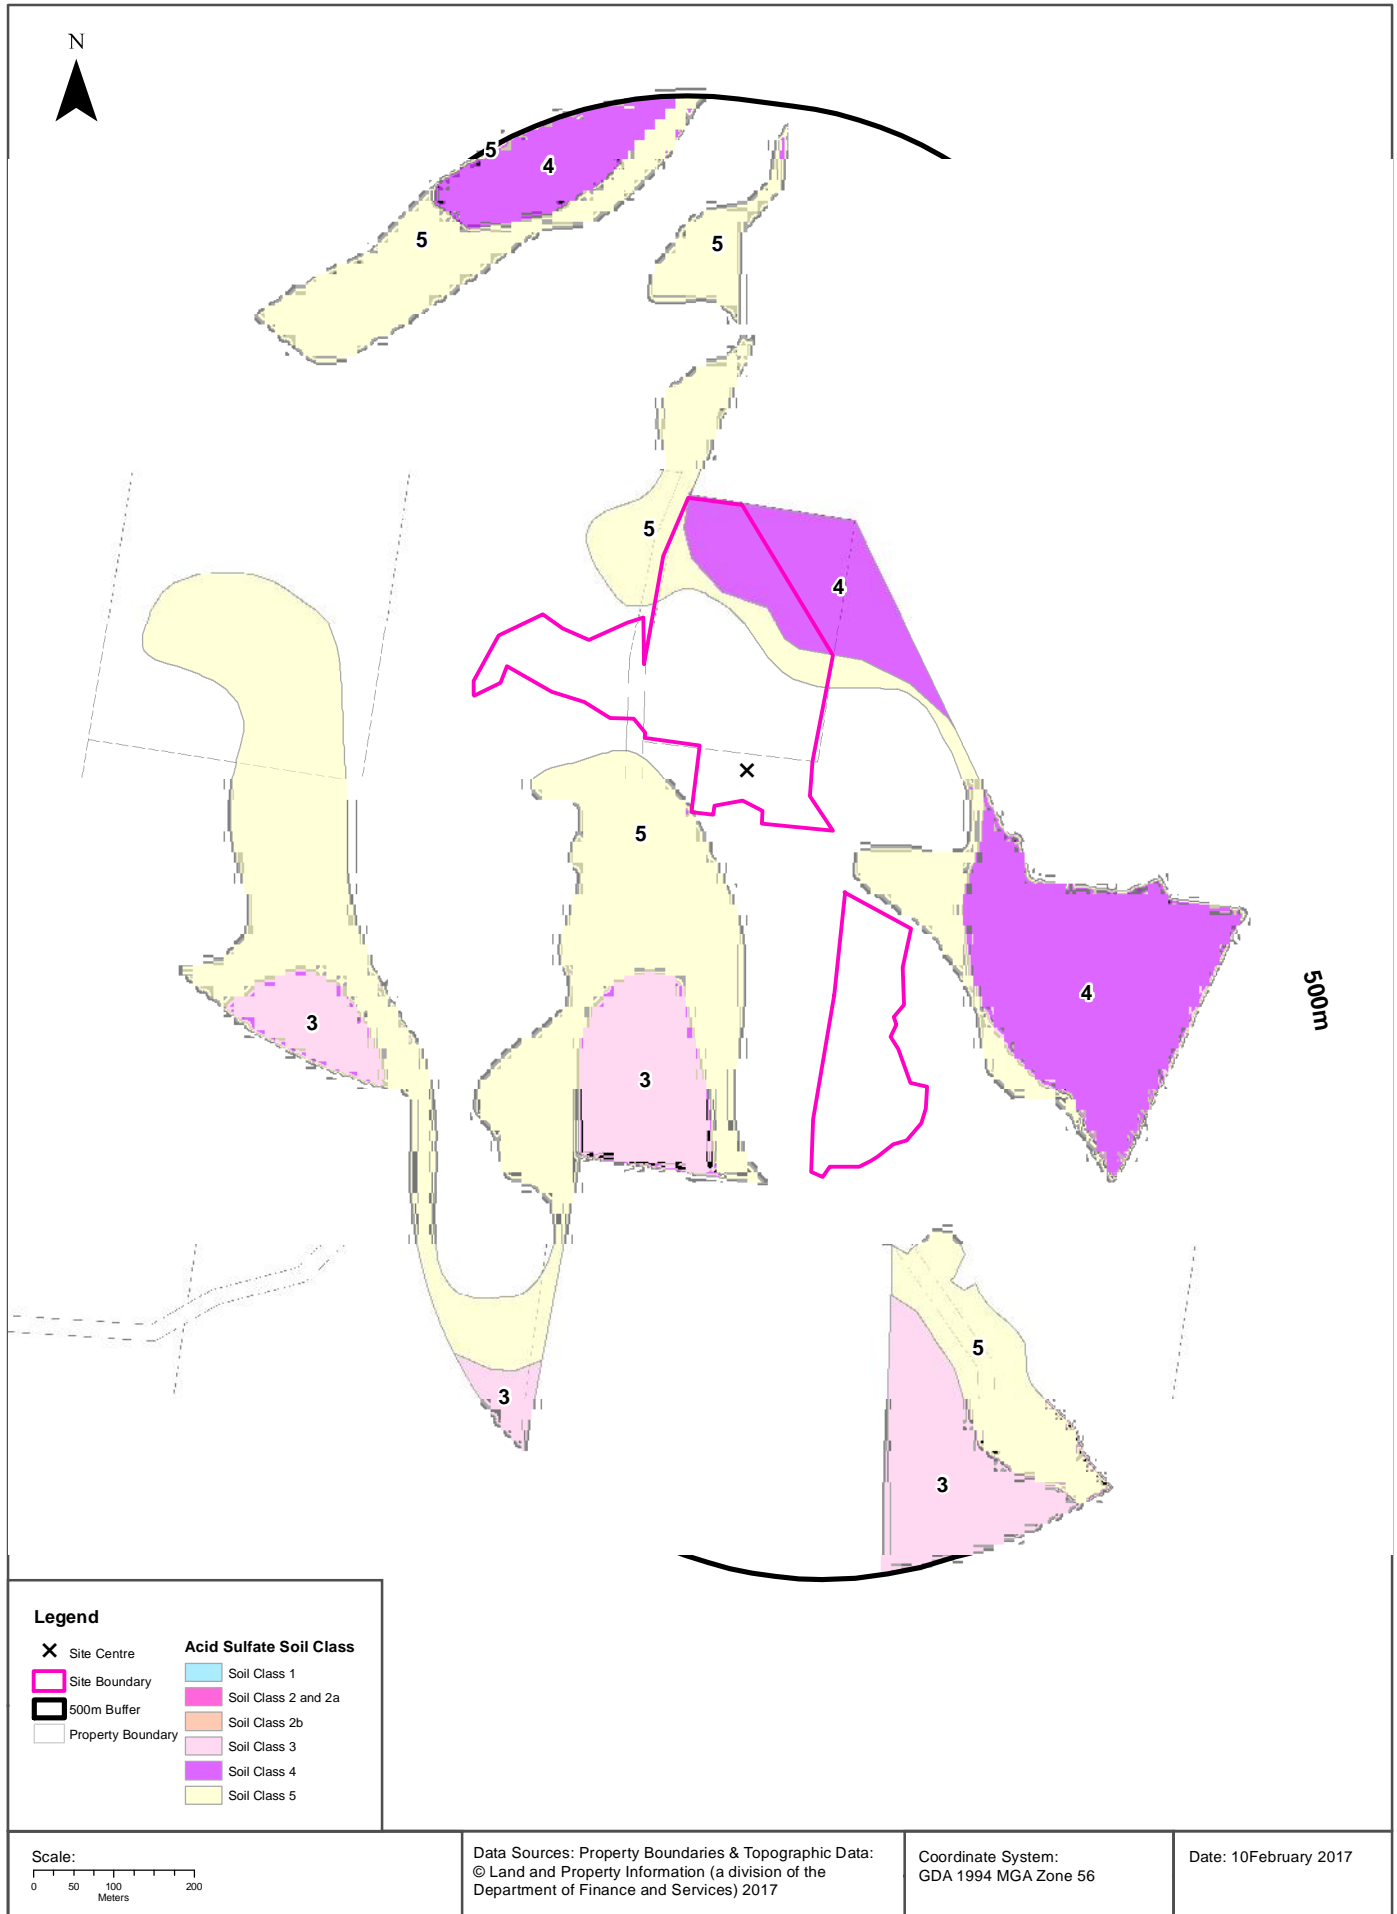 N
5
4
5
5
5
4
5
4
500m
3
3
5
3
3
Legend
Site Centre
Site Boundary
500m Buffer
Property Boundary
Acid Sulfate Soil Class
Soil Class 1
Soil Class 2 and 2a
Soil Class 2b
Soil Class 3
Soil Class 4
Soil Class 5
Scale:
0 50 100 200
Meters
Data Sources: Property Boundaries & Topographic Data:
© Land and Property Information (a division of the
Department of Finance and Services) 2017
Coordinate System:
GDA 1994 MGA Zone 56
Date: 10February 2017